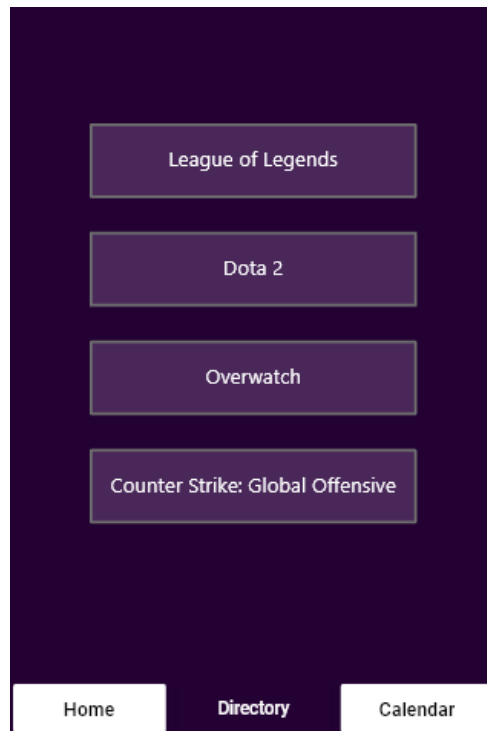 League of Legends
Dota 2
Overwatch
Counter Strike: Global Offensive
Home Directory Calendar